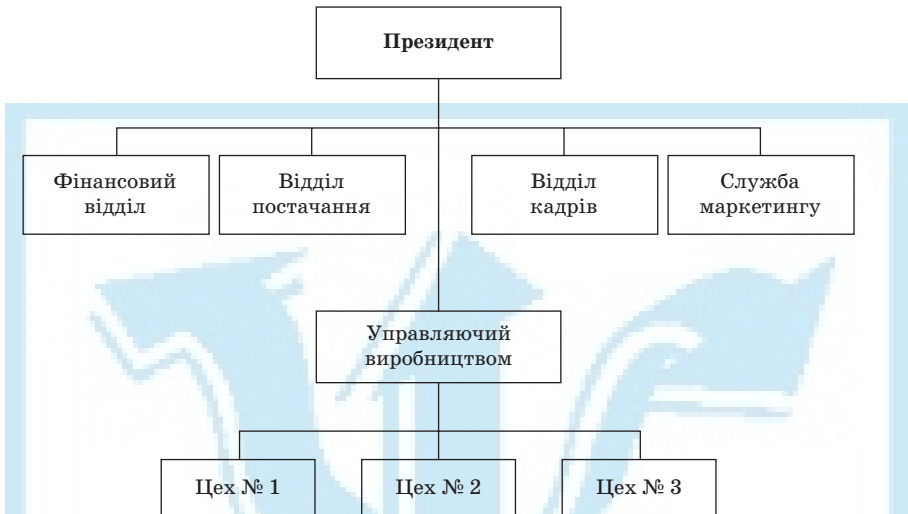 Президент
Фінансовий
відділ
Відділ
постачання
Відділ
кадрів
Служба
маркетингу
Управляючий
виробництвом
Цех № 1
Цех № 2
Цех № 3